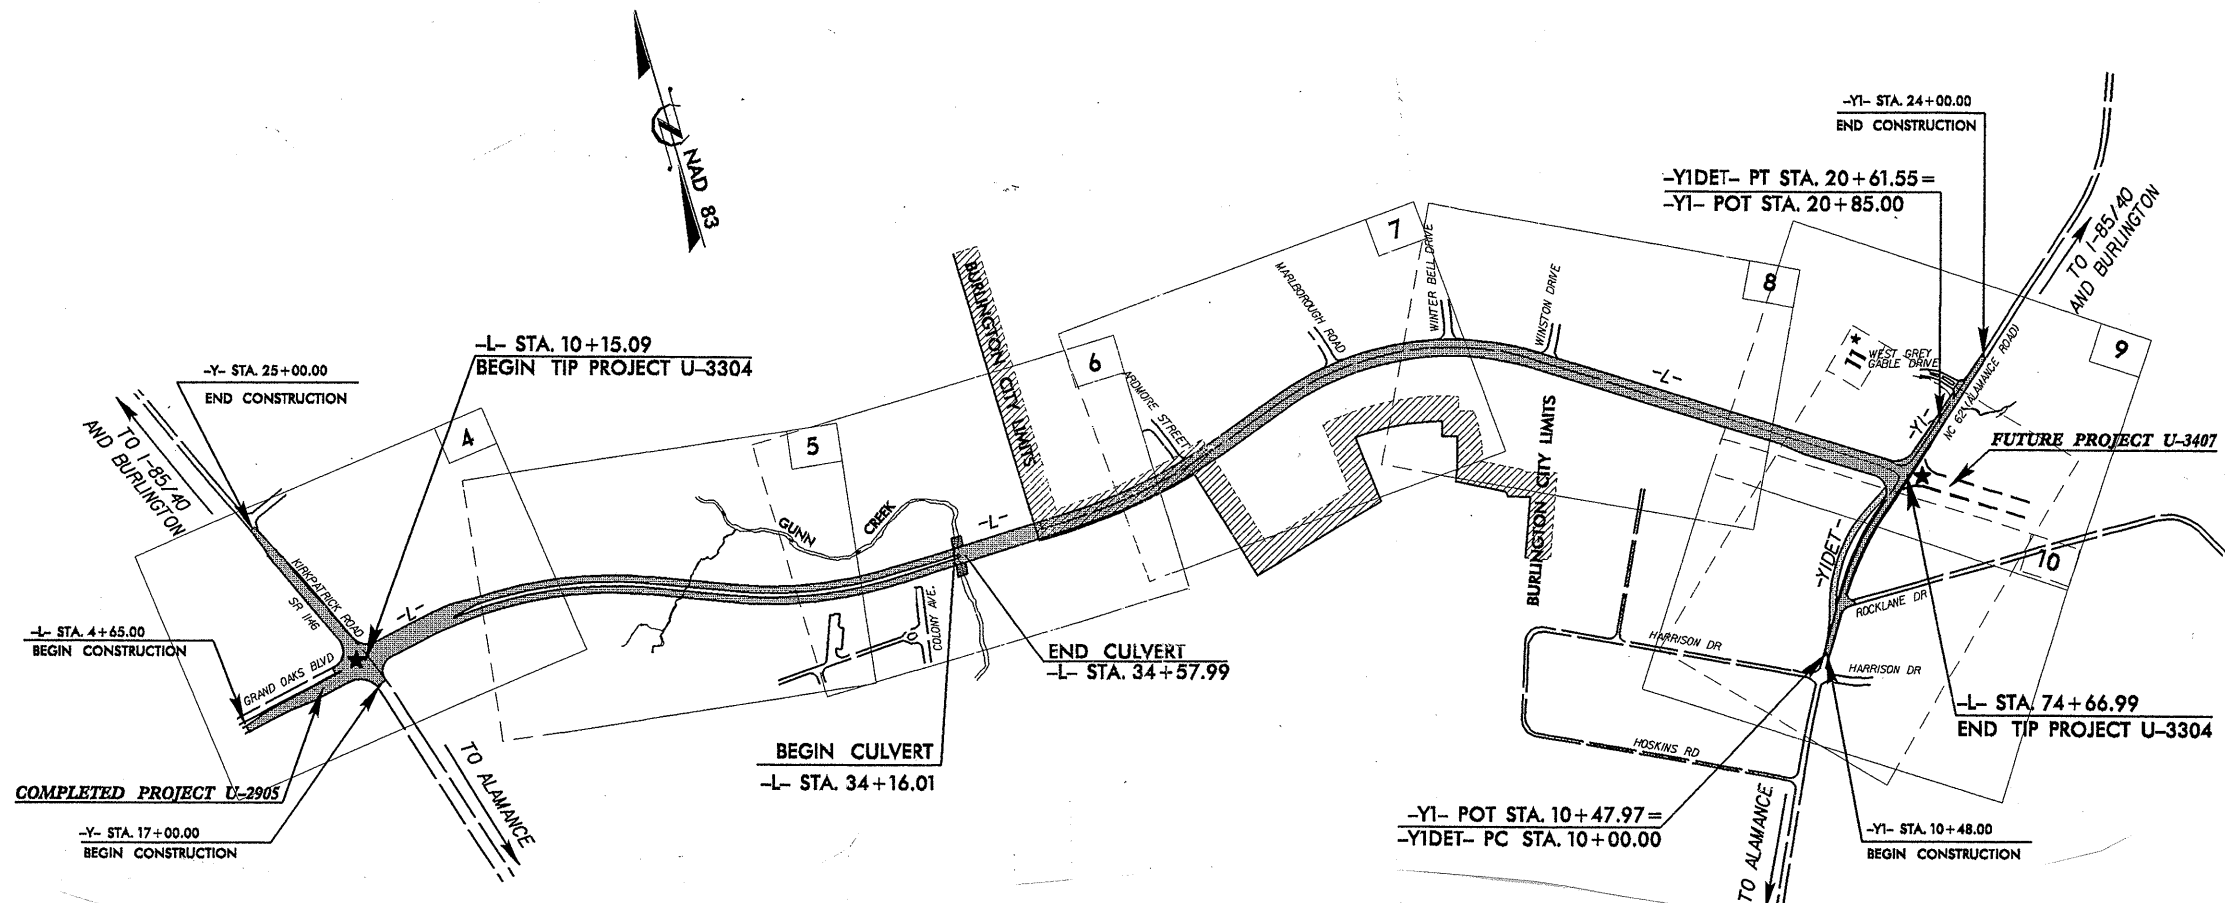 NAD 83
-Y1- STA. 24+00.00
END CONSTRUCTION
-Y1DET- PT STA. 20+61.55=
-Y1- POT STA. 20+85.00
TO I-85/40
AND BURLINGTON
7
8
9
MARLBOROUGH ROAD
WINTER BELL DRIVE
WINSTON DRIVE
BURLINGTON CITY LIMITS
-L- STA. 10+15.09
BEGIN TIP PROJECT U-3304
6
ARDMORE STREET
-L-
11*
WEST GREY
GABLE DRIVE
NC 62 (ALAMANCE ROAD)
-Y1-
FUTURE PROJECT U-3407
-Y- STA. 25+00.00
END CONSTRUCTION
TO I-85/40
AND BURLINGTON
4
5
GUNN CREEK
-L-
BURLINGTON CITY LIMITS
-Y1DET-
10
ROCKLANE DR
KIRKPATRICK ROAD
SR 1146
-L-
COLONY AVE.
-L- STA. 4+65.00
BEGIN CONSTRUCTION
GRAND OAKS BLVD
END CULVERT
-L- STA. 34+57.99
HARRISON DR
HARRISON DR
-L- STA. 74+66.99
END TIP PROJECT U-3304
BEGIN CULVERT
-L- STA. 34+16.01
HOSKINS RD
COMPLETED PROJECT U-2905
TO ALAMANCE
-Y- STA. 17+00.00
BEGIN CONSTRUCTION
-Y1- POT STA. 10+47.97=
-Y1DET- PC STA. 10+00.00
TO ALAMANCE
-Y1- STA. 10+48.00
BEGIN CONSTRUCTION